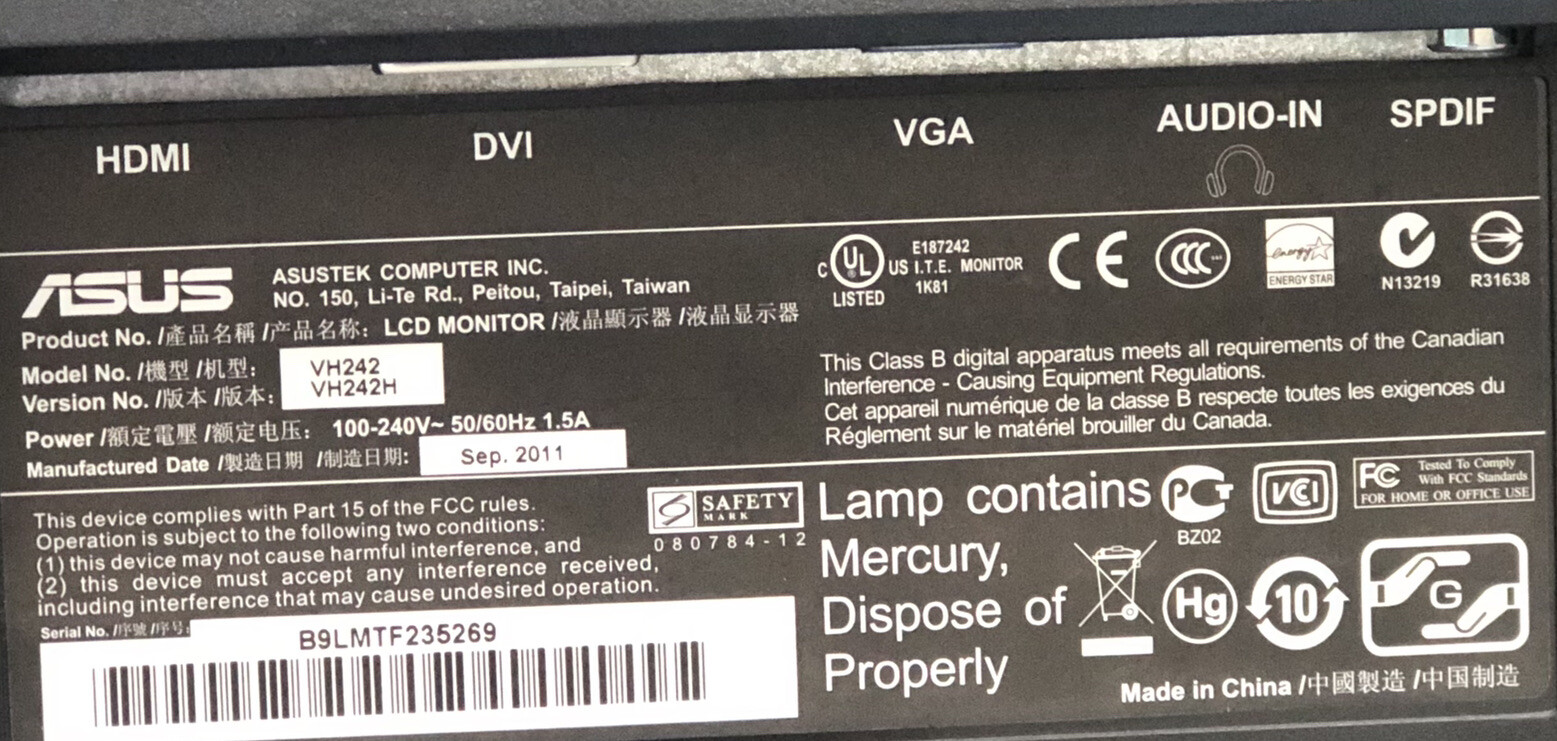 HDMI
DVI
VGA
AUDIO-IN
SPDIF
ASUS
ASUSTEK COMPUTER INC.
NO. 150, Li-Te Rd., Peitou, Taipei, Taiwan
Product No. /產品名稱 /产品名称: LCD MONITOR /液晶顯示器 /液晶显示器
Model No. /機型 /机型: VH242
Version No. /版本 /版本: VH242H
Power /額定電壓 /额定电压: 100-240V~ 50/60Hz 1.5A
Manufactured Date /製造日期 /制造日期: Sep. 2011
C UL US
LISTED
E187242
I.T.E. MONITOR
1K81
CE
CCC
energy
ENERGY STAR
N13219
R31638
This Class B digital apparatus meets all requirements of the Canadian
Interference - Causing Equipment Regulations.
Cet appareil numérique de la classe B respecte toutes les exigences du
Réglement sur le matériel brouiller du Canada.
This device complies with Part 15 of the FCC rules.
Operation is subject to the following two conditions:
(1) this device may not cause harmful interference, and
(2) this device must accept any interference received,
including interference that may cause undesired operation.
SAFETY
MARK
080784-12
Serial No. /序號 /序号:
B9LMTF235269
Lamp contains
Mercury,
Dispose of
Properly
PCT
BZ02
VCI
FC
Tested To Comply
With FCC Standards
FOR HOME OR OFFICE USE
Hg
10
G
Made in China /中國製造 /中国制造